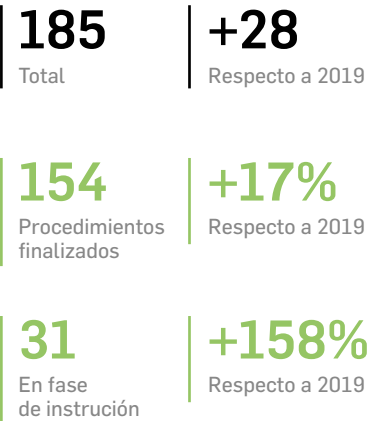 185
Total
+28
Respecto a 2019
154
Procedimientos
finalizados
+17%
Respecto a 2019
31
En fase
de instrución
+158%
Respecto a 2019